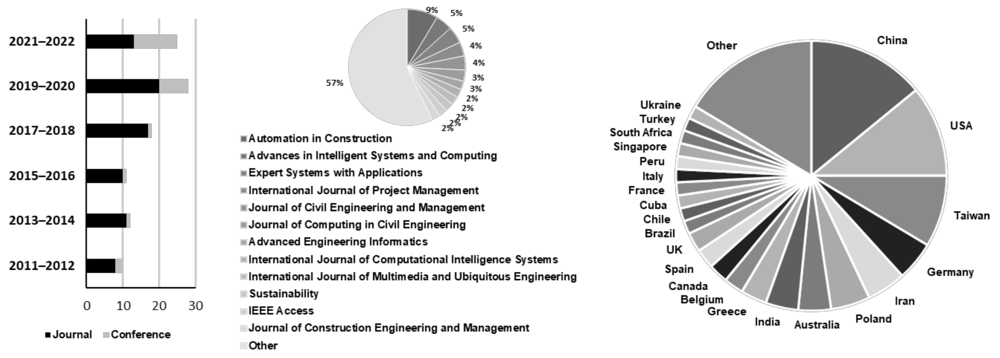 2021–2022
2019–2020
2017–2018
2015–2016
2013–2014
2011–2012
0 10 20 30
Journal Conference
9%
5%
5%
4%
4%
3%
3%
2%
2%
2%
2%
2%
57%
Automation in Construction
Advances in Intelligent Systems and Computing
Expert Systems with Applications
International Journal of Project Management
Journal of Civil Engineering and Management
Journal of Computing in Civil Engineering
Advanced Engineering Informatics
International Journal of Computational Intelligence Systems
International Journal of Multimedia and Ubiquitous Engineering
Sustainability
IEEE Access
Journal of Construction Engineering and Management
Other
China
USA
Taiwan
Germany
Iran
Poland
Australia
India
Greece
Belgium
Canada
Spain
UK
Brazil
Chile
Cuba
France
Italy
Peru
Singapore
South Africa
Turkey
Ukraine
Other